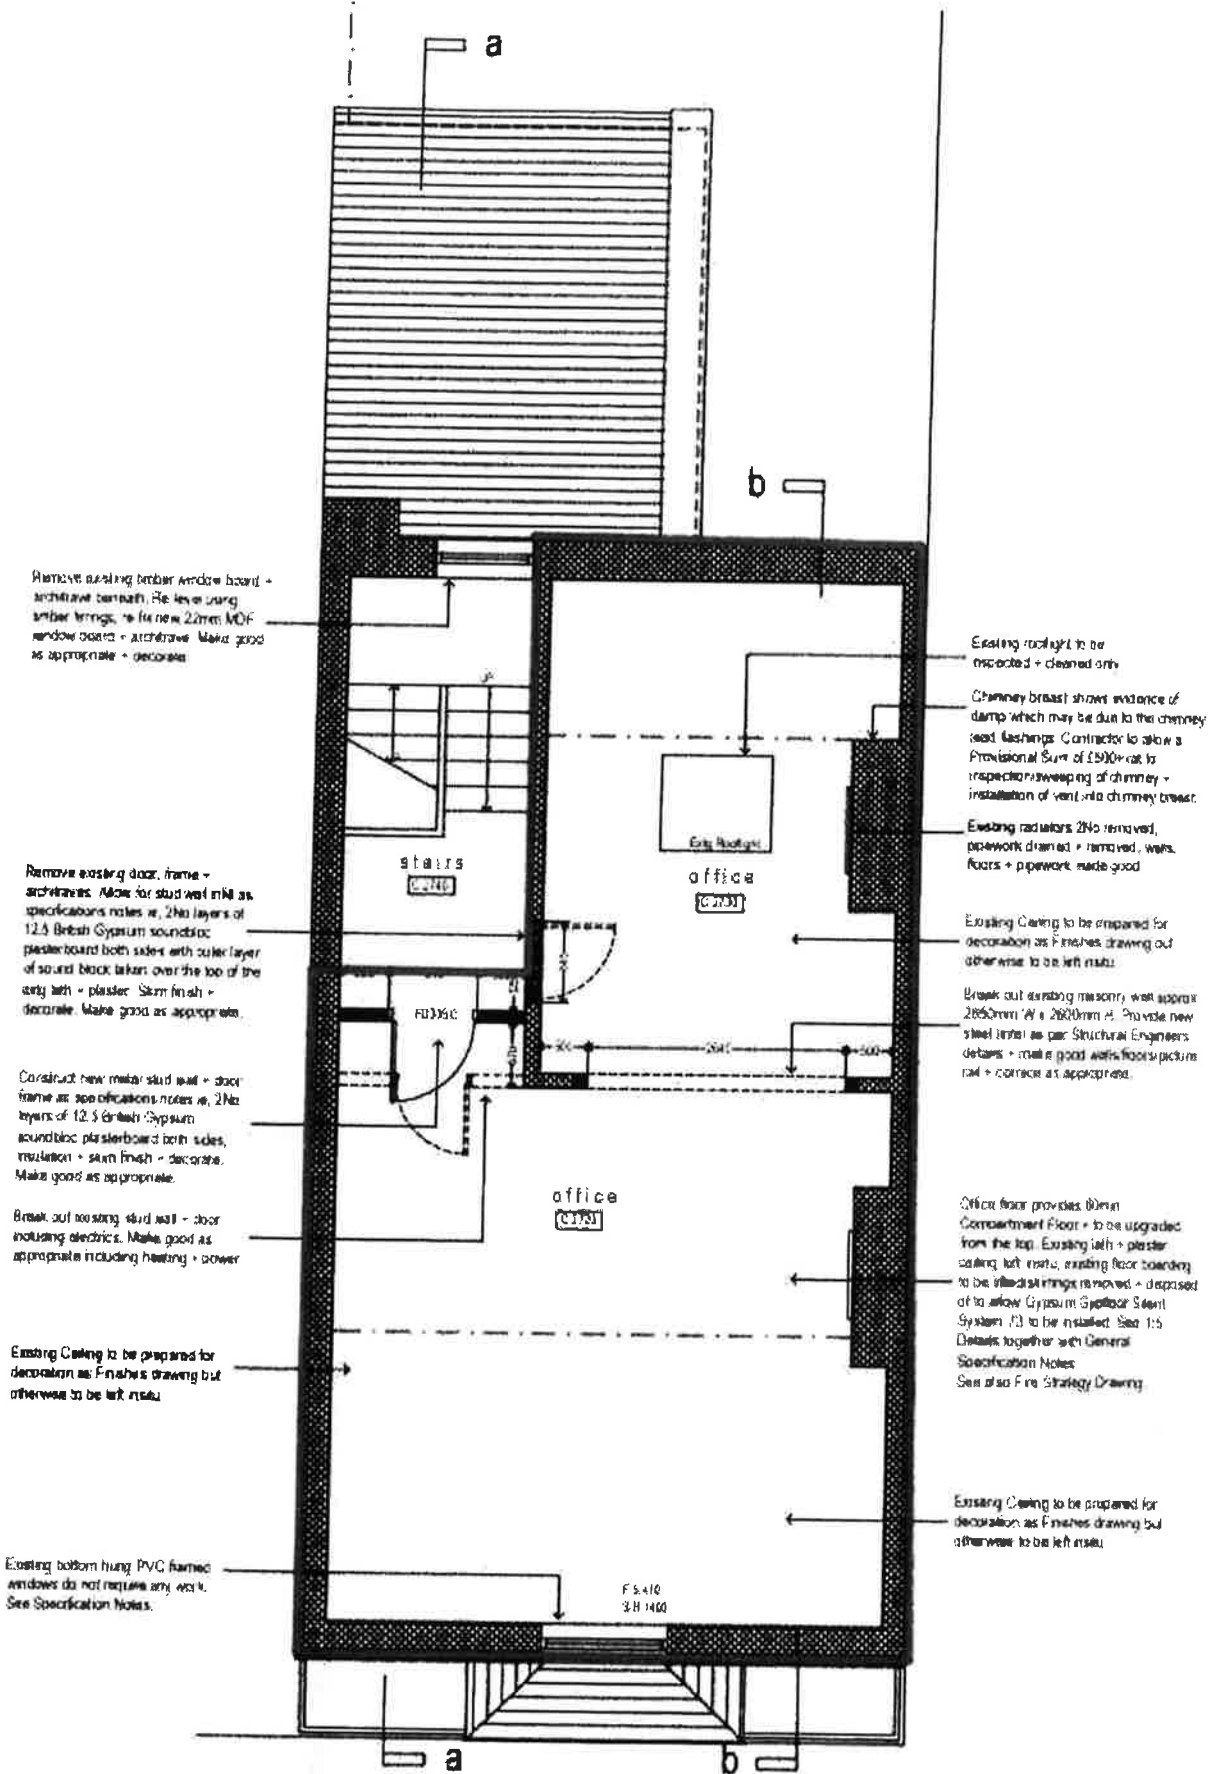 a
b
Remove existing timber window board +
architrave beneath. Re level using
timber firrings, re fix new 22mm MDF
window board + architrave. Make good
as appropriate + decorate
Existing rooflight to be
inspected + cleaned only
Chimney breast shows evidence of
damp which may be due to the chimney
lead flashings. Contractor to allow a
Provisional Sum of £500 to
inspection/sweeping of chimney +
installation of vent into chimney breast.
Existing radiators 2No removed,
pipework drained + removed, walls,
floors + pipework made good
UP
Extg Rooflight
stairs
office
Remove existing door, frame +
architraves. Allow for stud wall infill as
specifications notes ie, 2No layers of
12.5 British Gypsum soundbloc
plasterboard both sides with outer layer
of sound block taken over the top of the
extg lath + plaster. Skim finish +
decorate. Make good as appropriate.
Existing Ceiling to be prepared for
decoration as Finishes drawing but
otherwise to be left insitu
Break out existing masonry wall approx
2650mm W x 2600mm H. Provide new
steel lintel as per Structural Engineers
details + make good walls/floors/picture
rail + cornice as appropriate.
2640
500
Construct new metal stud wall + door
frame as specifications notes ie, 2No
layers of 12.5 British Gypsum
soundbloc plasterboard both sides,
insulation + skim finish + decorate.
Make good as appropriate.
Break out existing stud wall + door
including electrics. Make good as
appropriate including heating + power
office
Office floor provides 60min
Compartment Floor + to be upgraded
from the top. Existing lath + plaster
ceiling left insitu, existing floor boarding
to be lifted/ removed + disposed
of to allow Gypsum Gypfloor Silent
System to be installed. See 1:5
Details together with General
Specification Notes
See also Fire Strategy Drawing
Existing Ceiling to be prepared for
decoration as Finishes drawing but
otherwise to be left insitu
Existing Ceiling to be prepared for
decoration as Finishes drawing but
otherwise to be left insitu
Existing bottom hung PVC framed
windows do not require any work.
See Specification Notes.
a
b